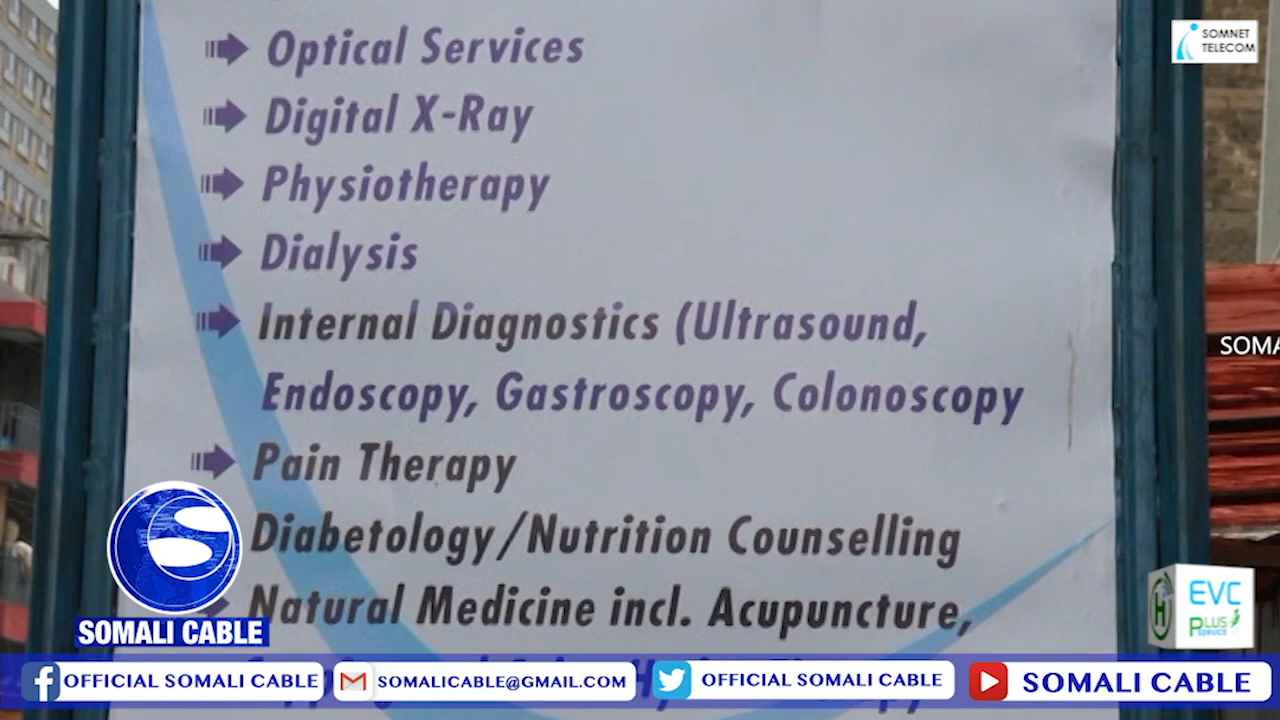 Optical Services
Digital X-Ray
Physiotherapy
Dialysis
Internal Diagnostics (Ultrasound,
Endoscopy, Gastroscopy, Colonoscopy
Pain Therapy
Diabetology/Nutrition Counselling
Natural Medicine incl. Acupuncture,
SOMNET
TELECOM
SOMA
EVC
PLUS
SERVICE
SOMALI CABLE
OFFICIAL SOMALI CABLE
SOMALICABLE@GMAIL.COM
OFFICIAL SOMALI CABLE
SOMALI CABLE